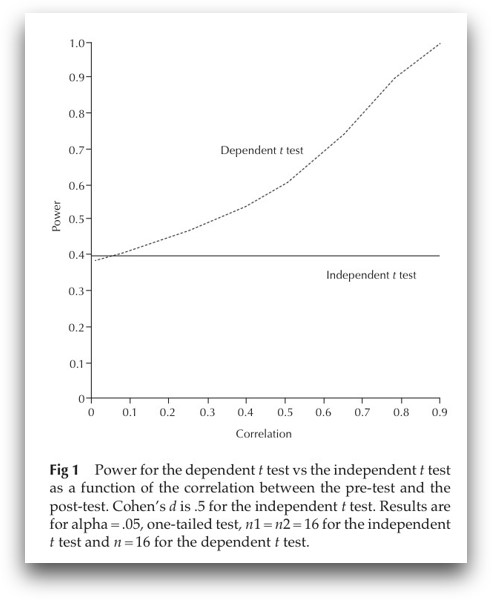 1.0
0.9
0.8
0.7
0.6
0.5
0.4
0.3
0.2
0.1
0
Power
Dependent t test
Independent t test
0 0.1 0.2 0.3 0.4 0.5 0.6 0.7 0.8 0.9
Correlation
Fig 1 Power for the dependent t test vs the independent t test
as a function of the correlation between the pre-test and the
post-test. Cohen's d is .5 for the independent t test. Results are
for alpha = .05, one-tailed test, n1 = n2 = 16 for the independent
t test and n = 16 for the dependent t test.